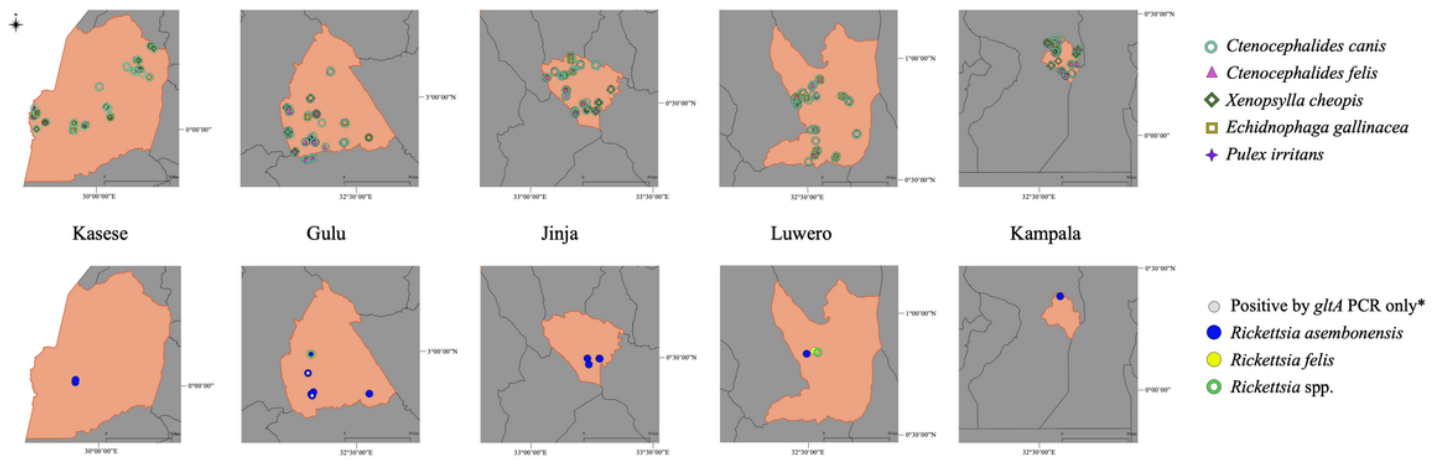 0°30'00"N
1°00'00"N
3°00'00"N
0°30'00"N
0°00'00"
0°00'00"
0°30'00"N
30°00'00"E
32°30'00"E
33°00'00"E
33°30'00"E
32°30'00"E
32°30'00"E
Ctenocephalides canis
Ctenocephalides felis
Xenopsylla cheopis
Echidnophaga gallinacea
Pulex irritans
Kasese
Gulu
Jinja
Luwero
Kampala
0°30'00"N
1°00'00"N
3°00'00"N
0°30'00"N
0°00'00"
0°00'00"
0°30'00"N
30°00'00"E
32°30'00"E
33°00'00"E
33°30'00"E
32°30'00"E
32°30'00"E
Positive by gltA PCR only*
Rickettsia asembonensis
Rickettsia felis
Rickettsia spp.